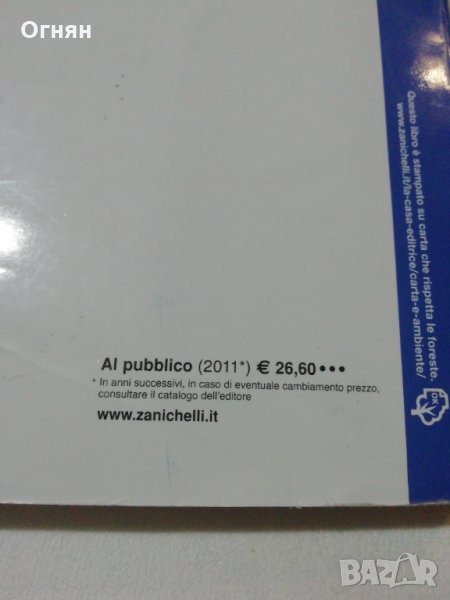 Огнян
Questo libro è stampato su carta che rispetta le foreste.
www.zanichelli.it/la-casa-editrice/carta-e-ambiente/
OK
Al pubblico (2011*) € 26,60•••
* In anni successivi, in caso di eventuale cambiamento prezzo,
consultare il catalogo dell'editore
www.zanichelli.it
BAZAR